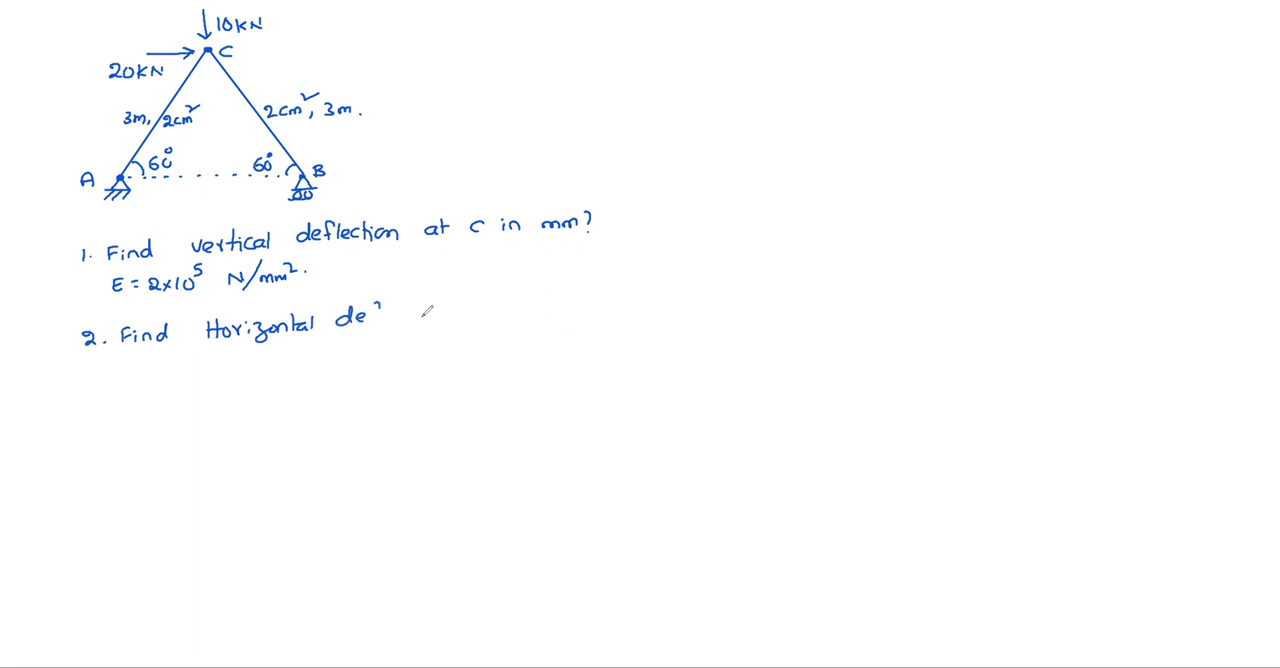 10KN
C
20KN
3m, 2cm²
2cm², 3m.
60°
60°
A
B
1. Find vertical deflection at C in mm?
E = 2×10⁵ N/mm².
2. Find Horizontal de